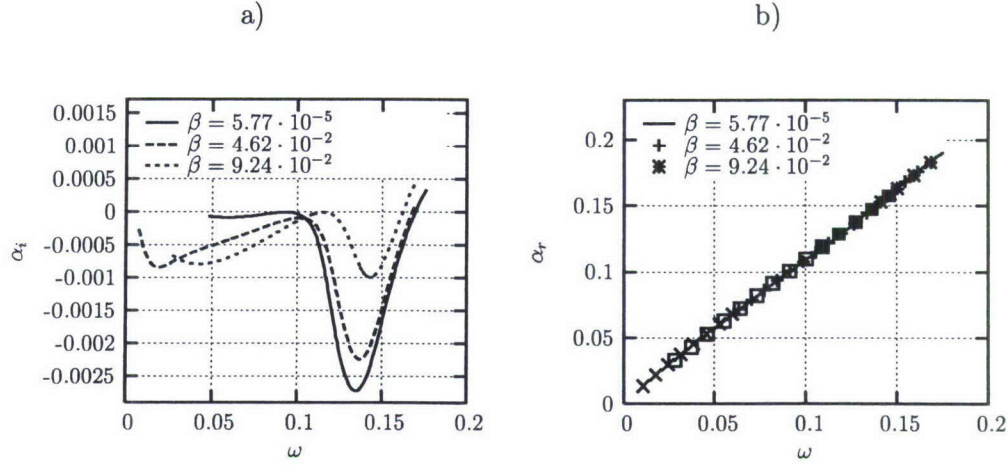 a)
0.0015
0.001
0.0005
0
-0.0005
-0.001
-0.0015
-0.002
-0.0025
αᵢ
β = 5.77 · 10⁻⁵
β = 4.62 · 10⁻²
β = 9.24 · 10⁻²
0 0.05 0.1 0.15 0.2
ω
b)
0.2
0.15
0.1
0.05
0
αᵣ
β = 5.77 · 10⁻⁵
β = 4.62 · 10⁻²
β = 9.24 · 10⁻²
0 0.05 0.1 0.15 0.2
ω